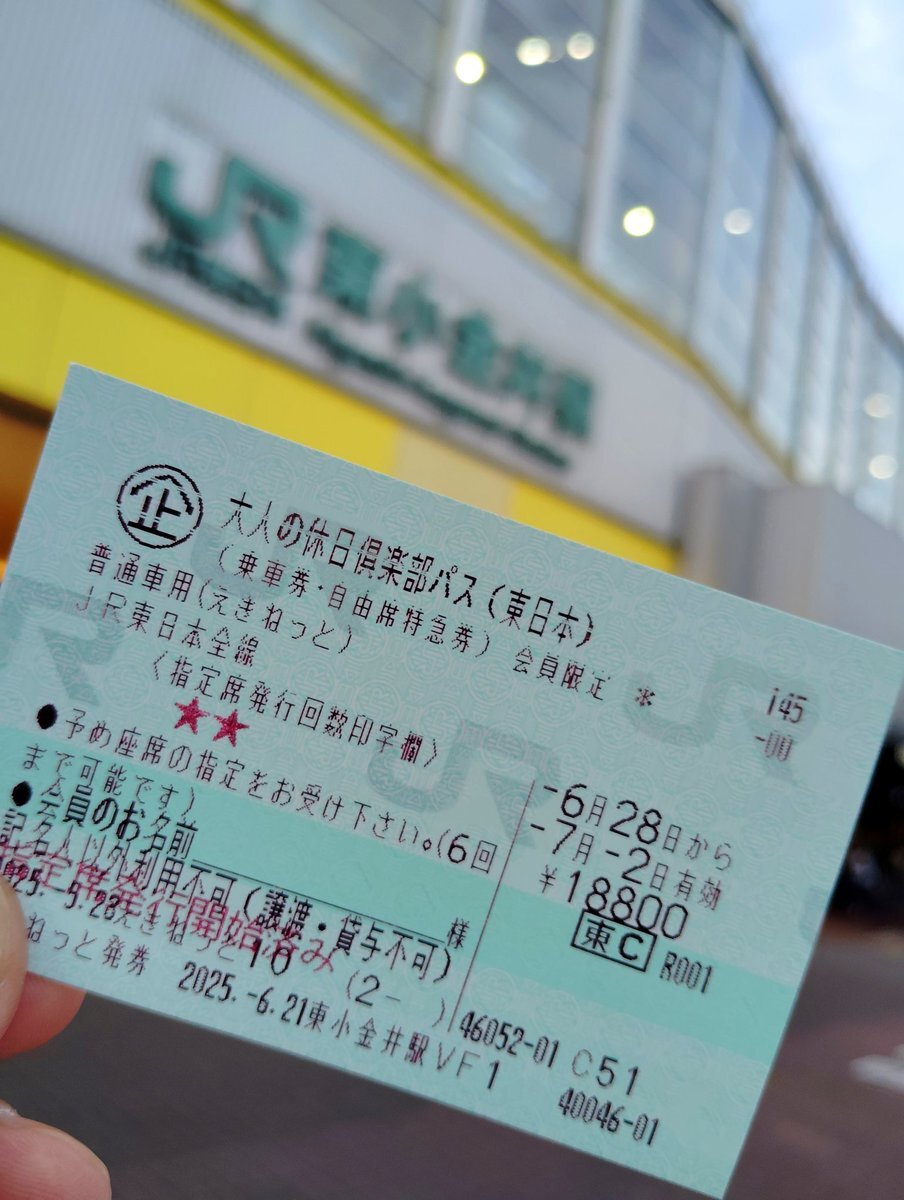 JR 東小金井駅
企
大人の休日倶楽部パス(東日本)
(乗車券・自由席特急券) 会員限定 *
i45
-00
普通車用(えきねっと)
JR東日本全線
(指定席発行回数印字欄)
★★
-6月28日から
-7月-2日有効
●予め座席の指定をお受け下さい。(6回
まで可能です)
¥18800
●会員のお名前 様
東C R001
記名人以外利用不可(譲渡・貸与不可)
指定席発行開始済み
ねっと発券
(2- )
2025.-6.21東小金井駅VF1
46052-01 C51
40046-01